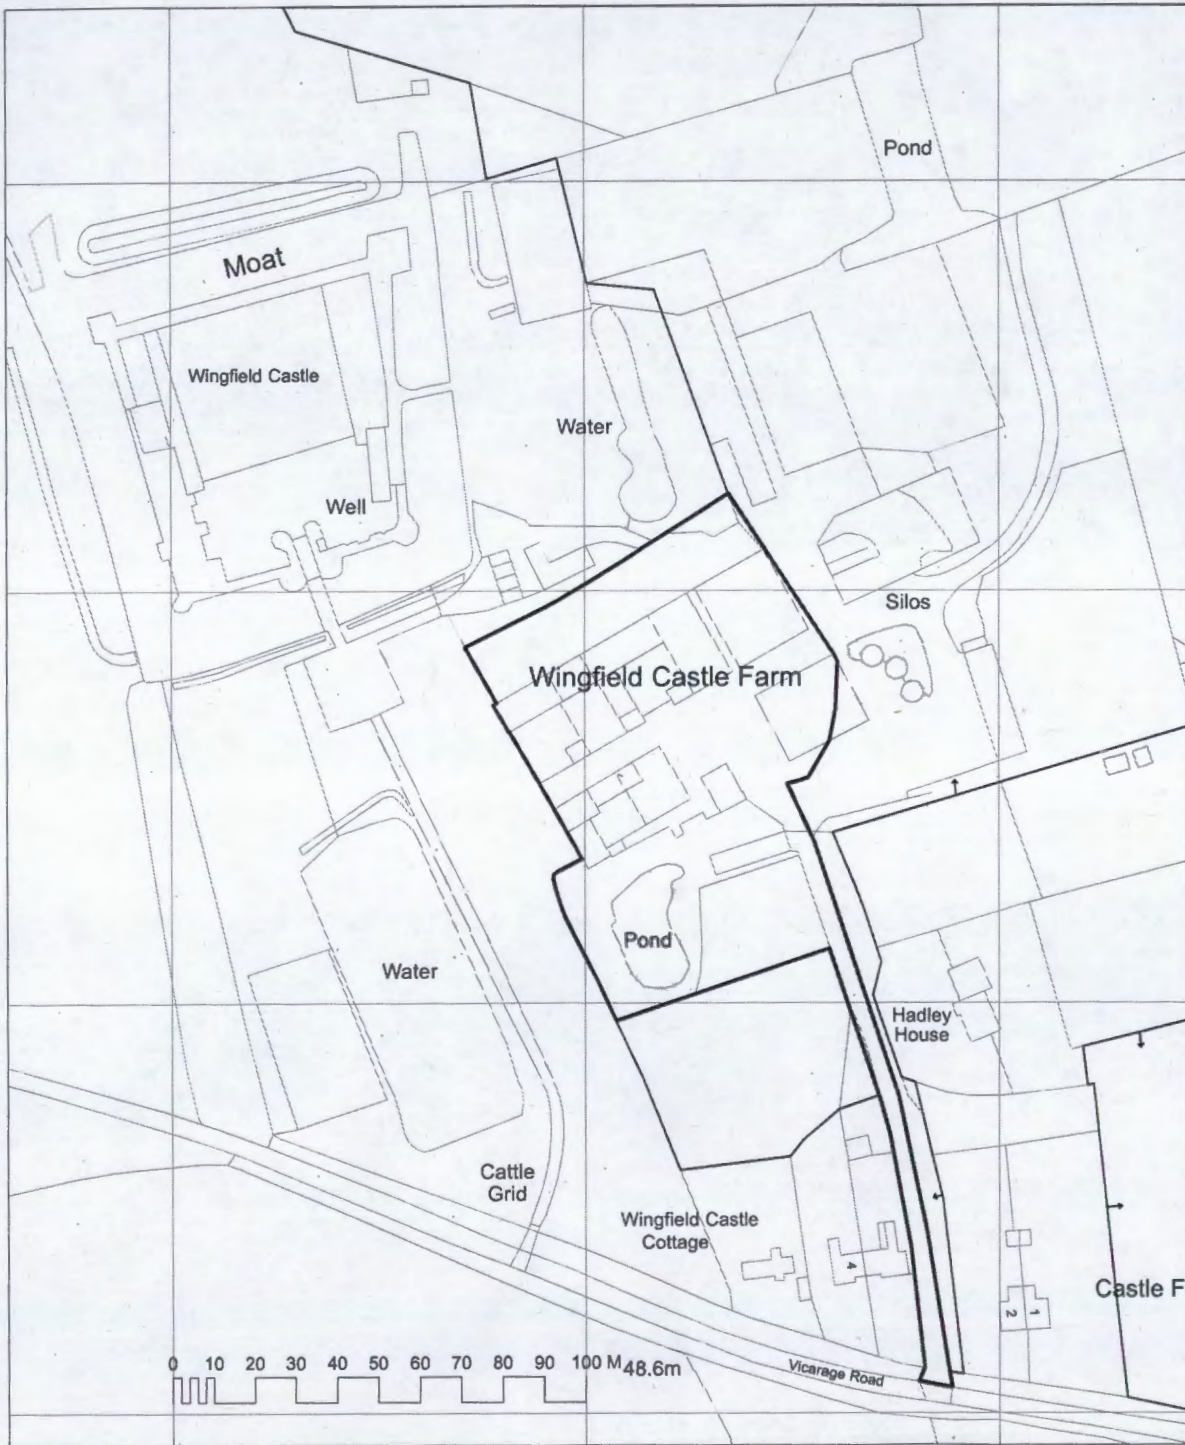 Pond
Moat
Wingfield Castle
Water
Well
Silos
Wingfield Castle Farm
Pond
Water
Hadley
House
Cattle
Grid
Wingfield Castle
Cottage
4
1
2
Castle F
0 10 20 30 40 50 60 70 80 90 100 M
48.6m
Vicarage Road